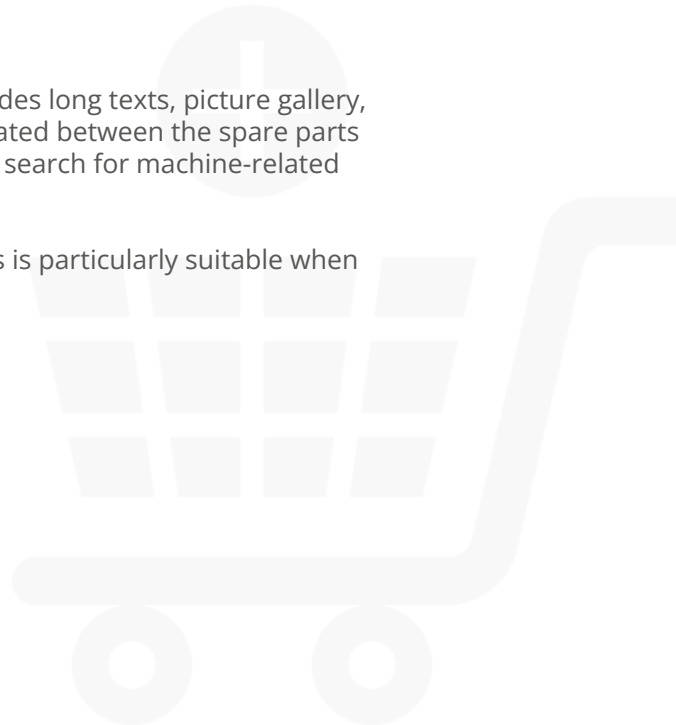 des long texts, picture gallery,
ated between the spare parts
search for machine-related
s is particularly suitable when